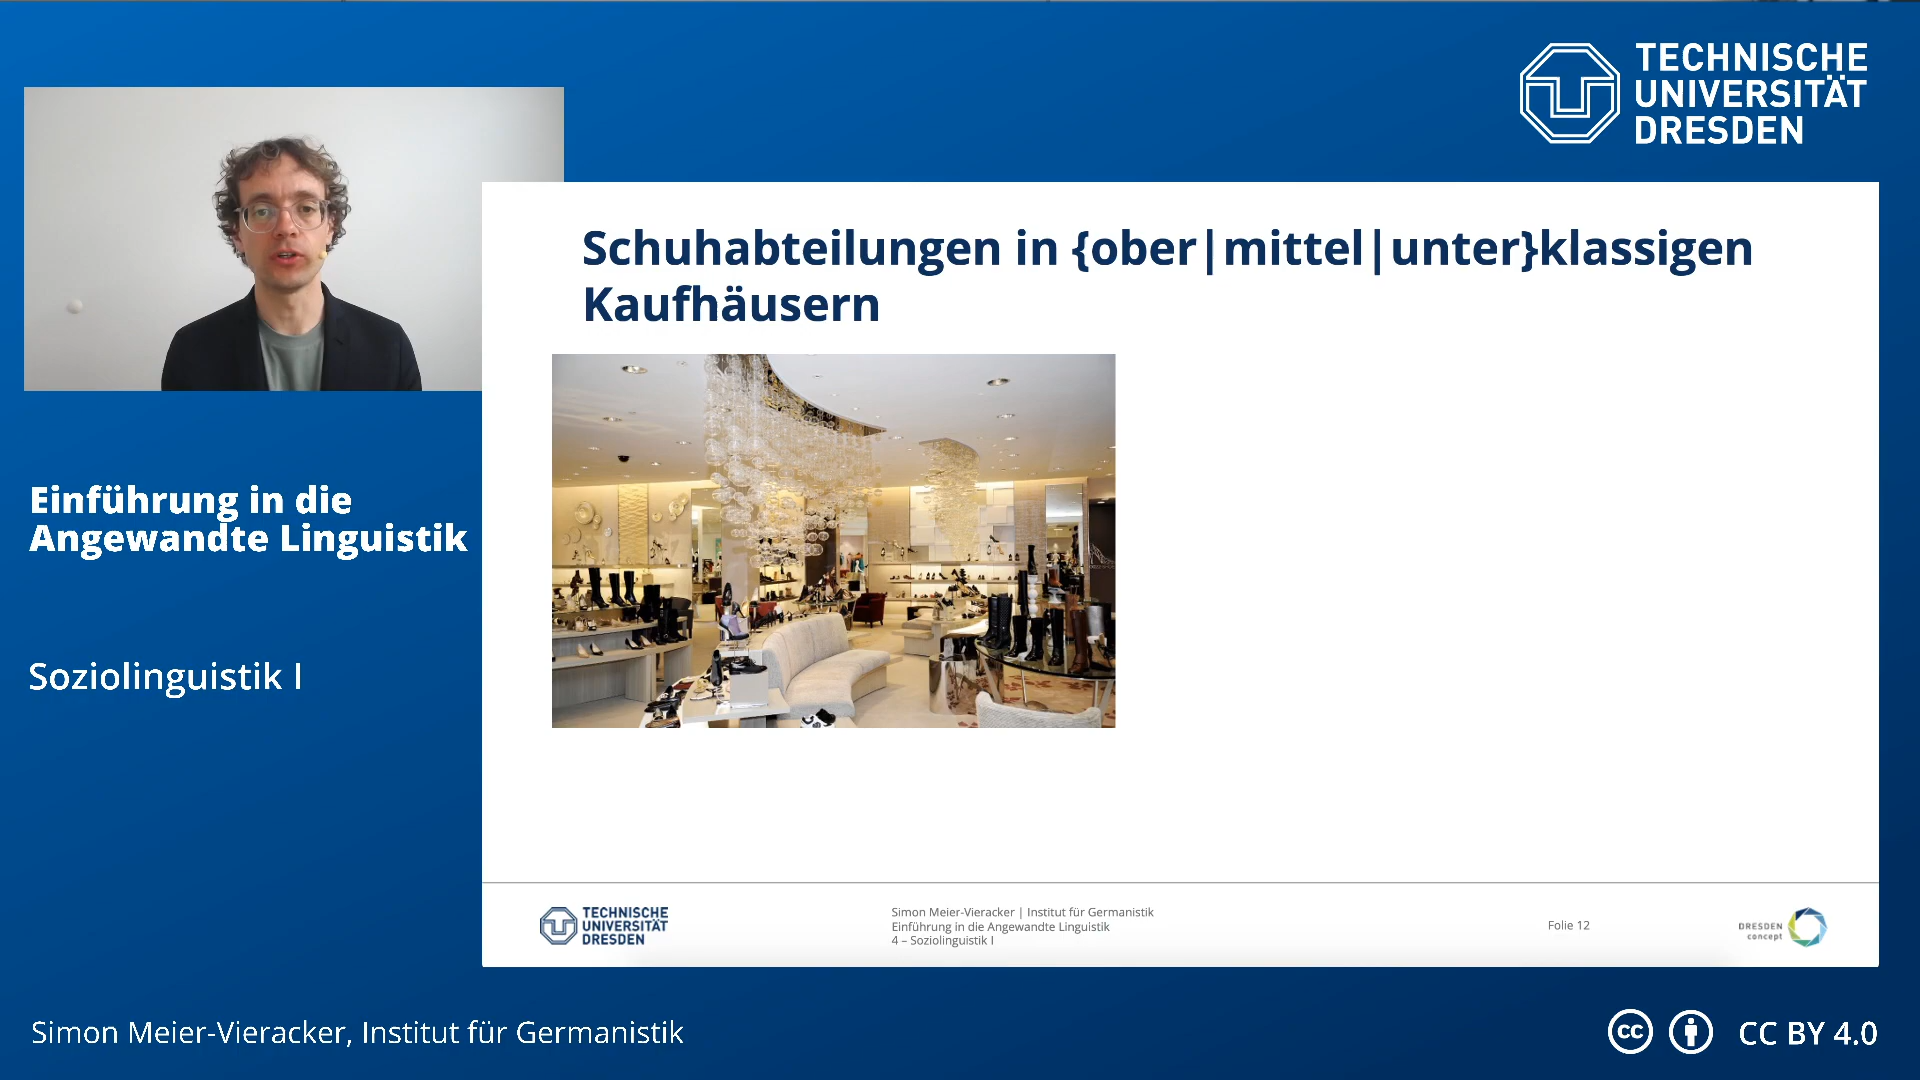 TECHNISCHE
UNIVERSITÄT
DRESDEN
Schuhabteilungen in {ober|mittel|unter}klassigen
Kaufhäusern
Einführung in die
Angewandte Linguistik
Soziolinguistik I
TECHNISCHE
UNIVERSITÄT
DRESDEN
Simon Meier-Vieracker | Institut für Germanistik
Einführung in die Angewandte Linguistik
4 – Soziolinguistik I
Folie 12
DRESDEN
concept
Simon Meier-Vieracker, Institut für Germanistik
cc
CC BY 4.0